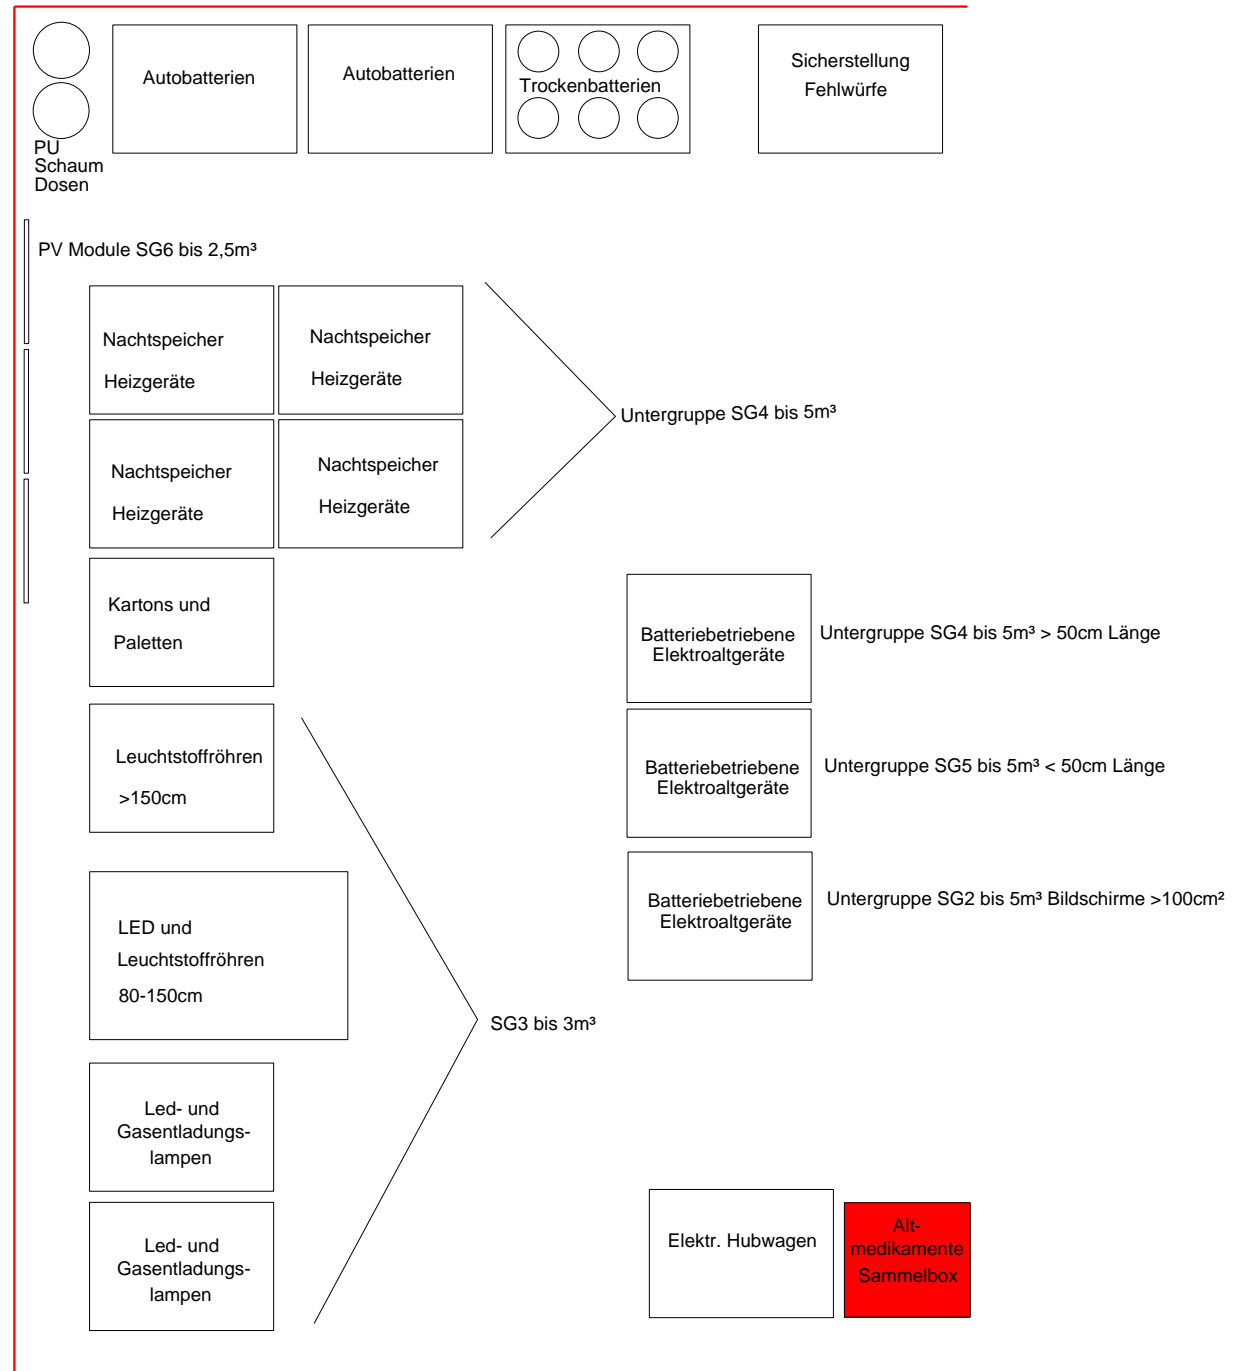 Autobatterien
Autobatterien
Trockenbatterien
Sicherstellung
Fehlwürfe
PU
Schaum
Dosen
PV Module SG6 bis 2,5m³
Nachtspeicher
Heizgeräte
Nachtspeicher
Heizgeräte
Nachtspeicher
Heizgeräte
Nachtspeicher
Heizgeräte
Untergruppe SG4 bis 5m³
Kartons und
Paletten
Batteriebetriebene
Elektroaltgeräte
Untergruppe SG4 bis 5m³ > 50cm Länge
Leuchtstoffröhren
>150cm
Batteriebetriebene
Elektroaltgeräte
Untergruppe SG5 bis 5m³ < 50cm Länge
LED und
Leuchtstoffröhren
80-150cm
Batteriebetriebene
Elektroaltgeräte
Untergruppe SG2 bis 5m³ Bildschirme >100cm²
SG3 bis 3m³
Led- und
Gasentladungs-
lampen
Led- und
Gasentladungs-
lampen
Elektr. Hubwagen
Alt-
medikamente
Sammelbox